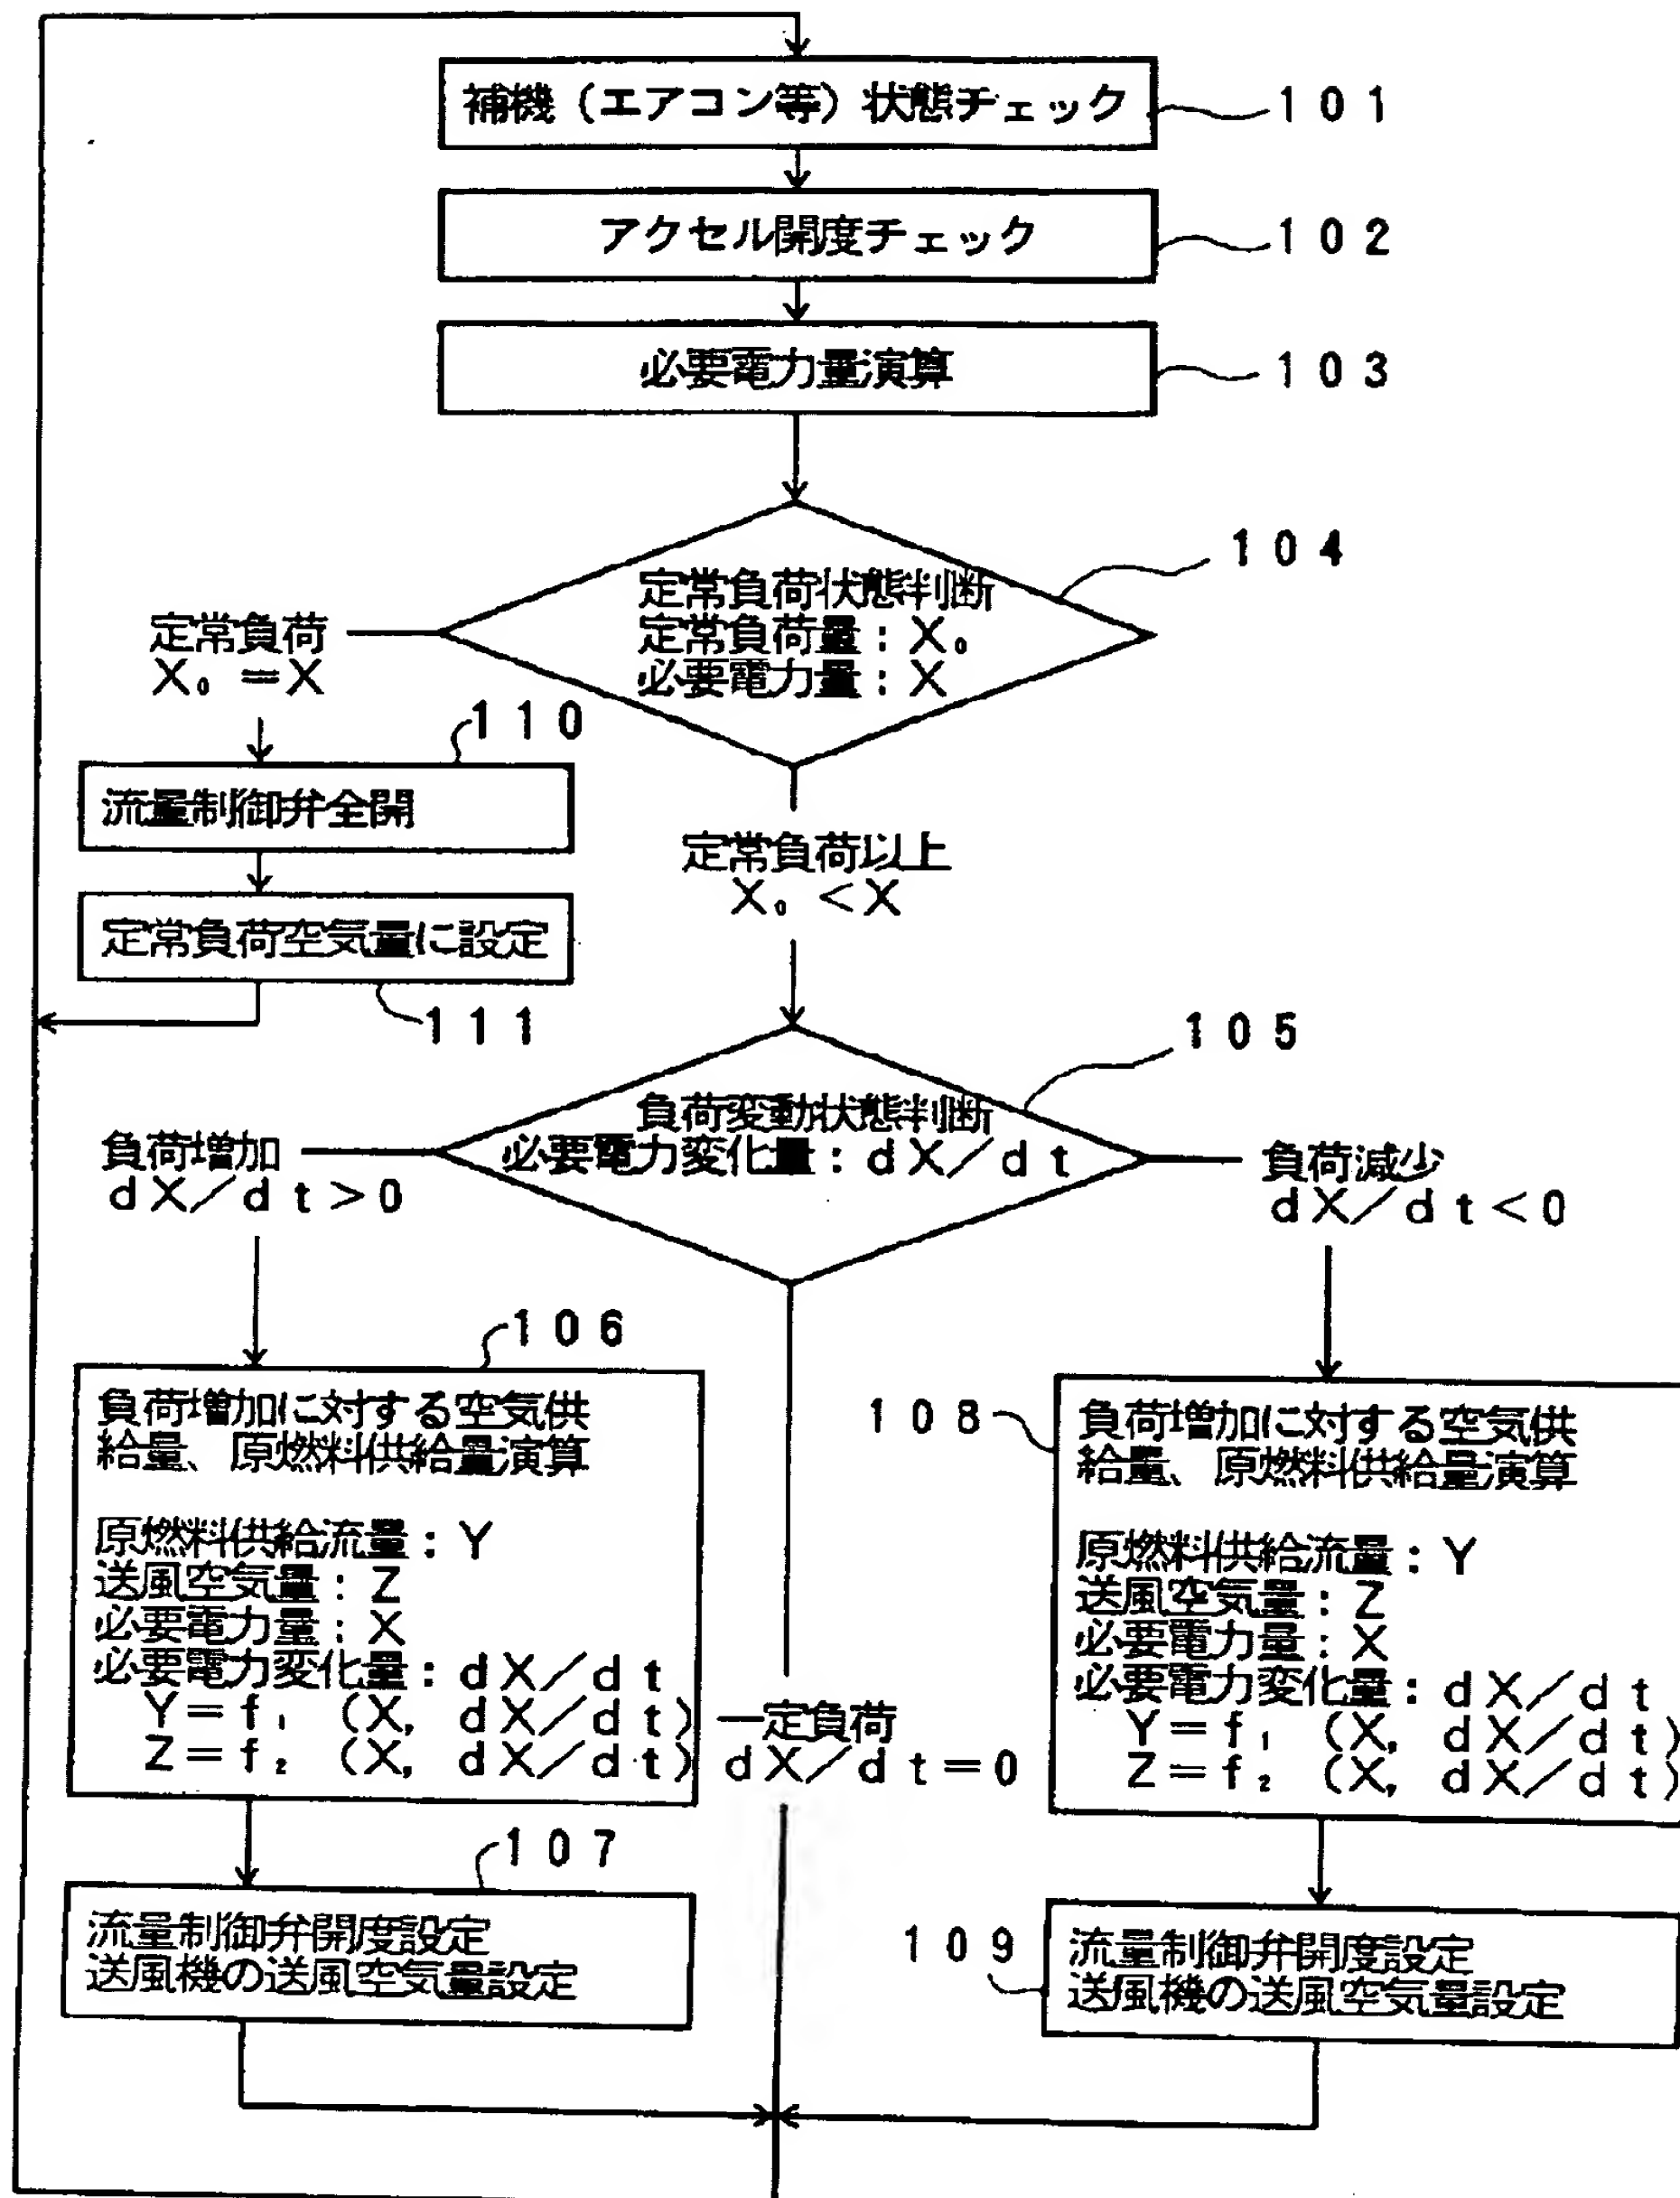 補機（エアコン等）状態チェック
101
アクセル開度チェック
102
必要電力量演算
103
104
定常負荷状態判断
定常負荷量：X₀
必要電力量：X
定常負荷
X₀＝X
110
流量制御弁全開
定常負荷空気量に設定
111
定常負荷以上
X₀＜X
105
負荷変動状態判断
必要電力変化量：dX／dt
負荷増加
dX／dt＞0
負荷減少
dX／dt＜0
106
負荷増加に対する空気供
給量、原燃料供給量演算
原燃料供給流量：Y
送風空気量：Z
必要電力量：X
必要電力変化量：dX／dt
Y＝f₁（X，dX／dt）
Z＝f₂（X，dX／dt）
一定負荷
dX／dt＝0
108
負荷増加に対する空気供
給量、原燃料供給量演算
原燃料供給流量：Y
送風空気量：Z
必要電力量：X
必要電力変化量：dX／dt
Y＝f₁（X，dX／dt）
Z＝f₂（X，dX／dt）
107
流量制御弁開度設定
送風機の送風空気量設定
109
流量制御弁開度設定
送風機の送風空気量設定